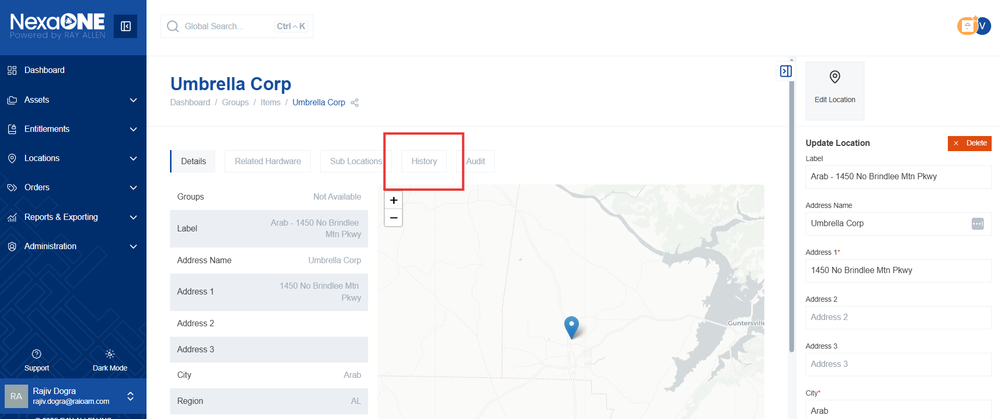 NexaONE
Powered by RAY ALLEN
Global Search...
Ctrl ^ K
V
Dashboard
Assets
Entitlements
Locations
Orders
Reports & Exporting
Administration
Support
Dark Mode
RA
Rajiv Dogra
rajiv.dogra@raioam.com
Umbrella Corp
Dashboard / Groups / Items / Umbrella Corp
Details
Related Hardware
Sub Locations
History
Audit
Groups
Not Available
Label
Arab - 1450 No Brindlee
Mtn Pkwy
Address Name
Umbrella Corp
Address 1
1450 No Brindlee Mtn
Pkwy
Address 2
Address 3
City
Arab
Region
AL
+
−
Guntersville
Edit Location
Update Location
× Delete
Label
Arab - 1450 No Brindlee Mtn Pkwy
Address Name
Umbrella Corp
Address 1*
1450 No Brindlee Mtn Pkwy
Address 2
Address 2
Address 3
Address 3
City*
Arab